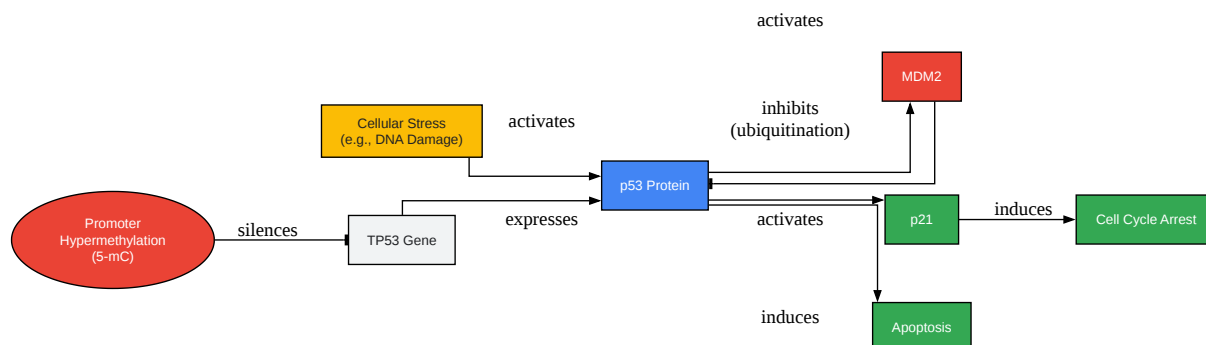 activates
MDM2
inhibits
(ubiquitination)
Cellular Stress
(e.g., DNA Damage)
activates
p53 Protein
Promoter
Hypermethylation
(5-mC)
silences
TP53 Gene
expresses
activates
p21
induces
Cell Cycle Arrest
induces
Apoptosis